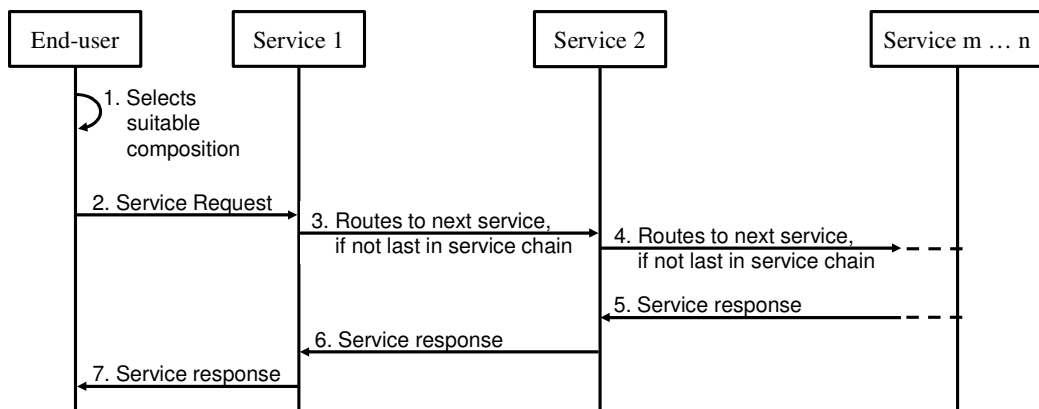 End-user
Service 1
Service 2
Service m … n
1. Selects
suitable
composition
2. Service Request
3. Routes to next service,
if not last in service chain
4. Routes to next service,
if not last in service chain
5. Service response
6. Service response
7. Service response